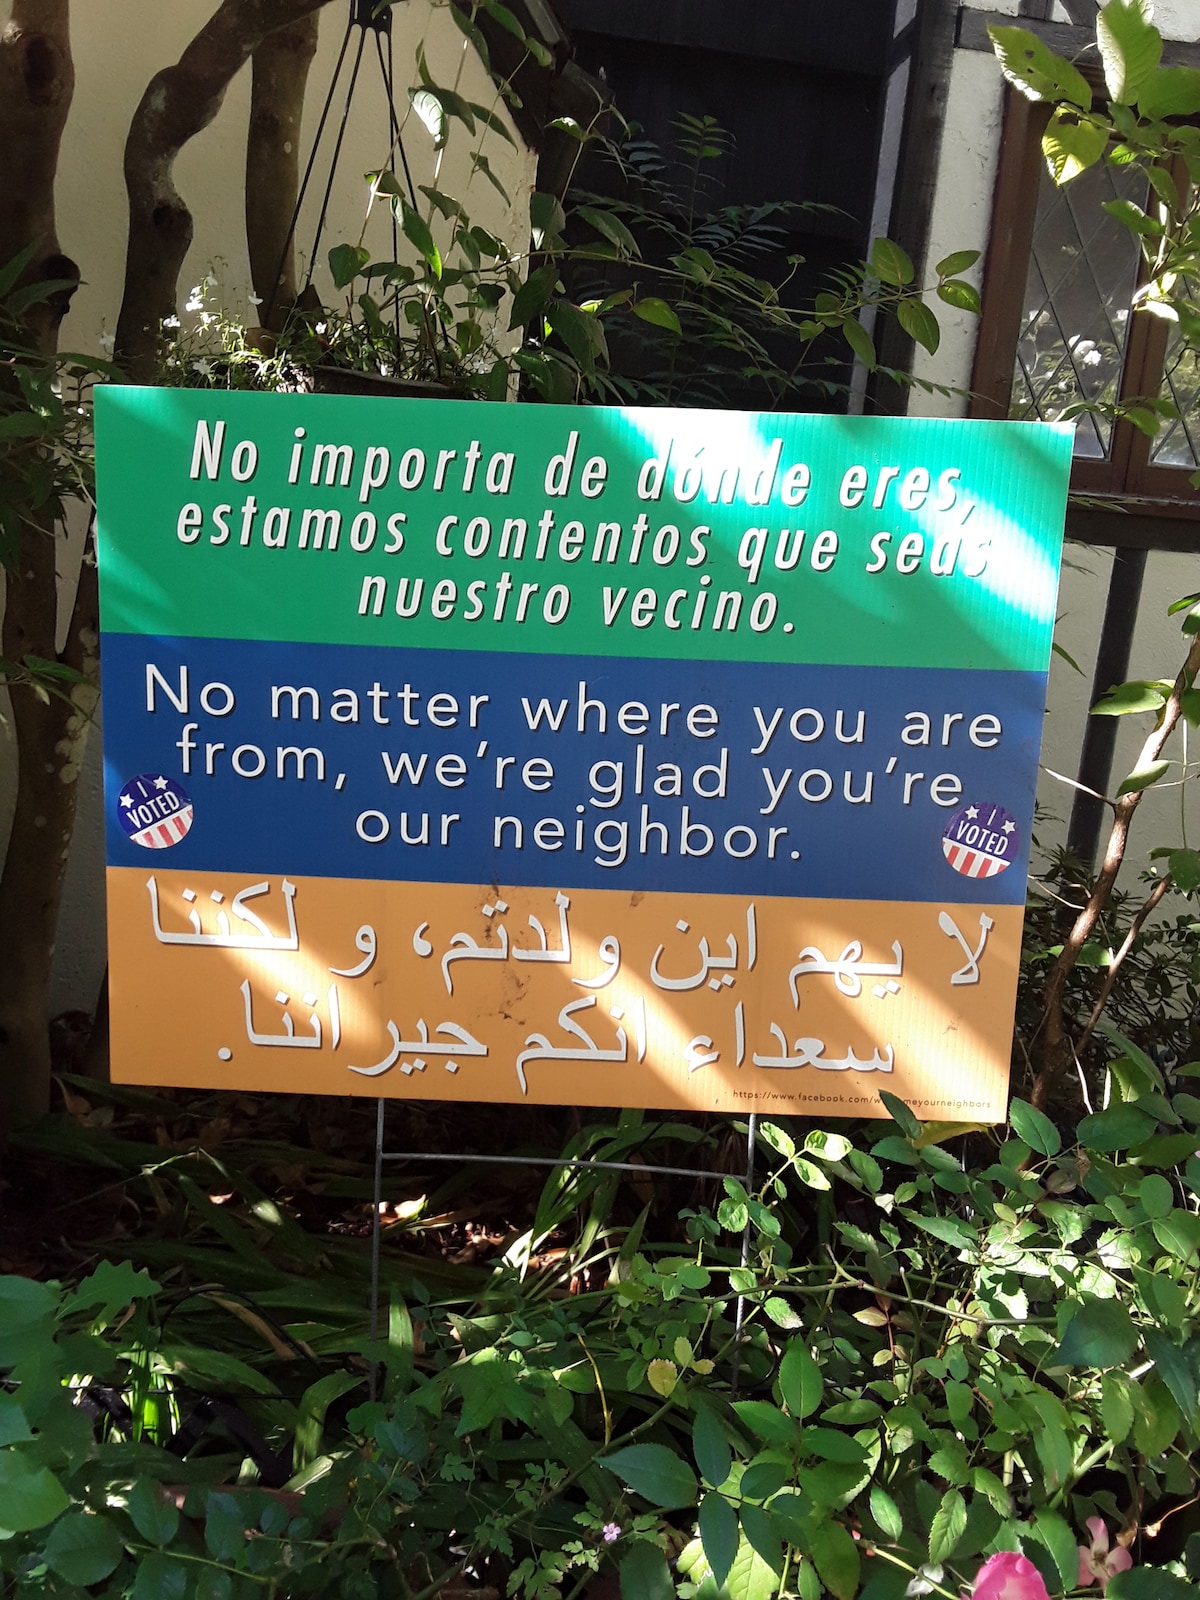 No importa de dónde eres,
estamos contentos que seas
nuestro vecino.
No matter where you are
from, we're glad you're
our neighbor.
I
VOTED
I
VOTED
لا يهم اين ولدتم، و لكننا
سعداء انكم جيراننا.